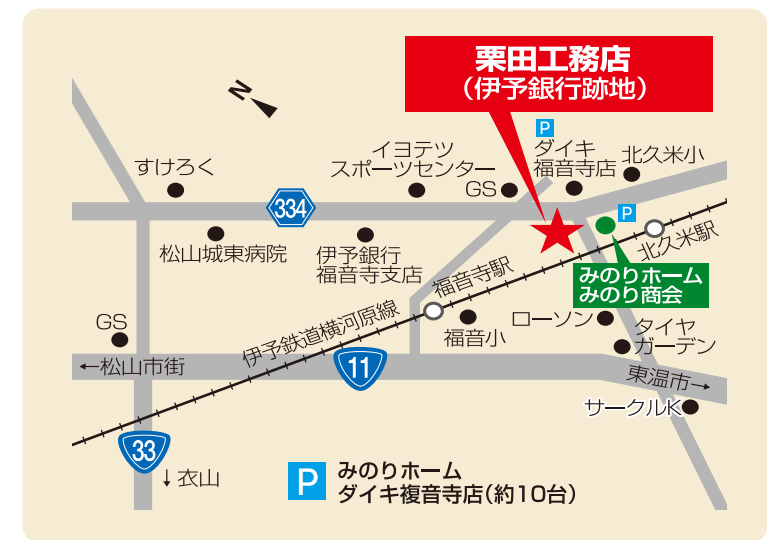 栗田工務店
(伊予銀行跡地)
N
P
ダイキ
福音寺店
北久米小
イヨテツ
スポーツセンター
すけろく
GS
334
P
松山城東病院
伊予銀行
福音寺支店
北久米駅
福音寺駅
みのりホーム
みのり商会
伊予鉄道横河原線
GS
福音小
ローソン
タイヤ
ガーデン
←松山市街
11
東温市→
サークルK
33
↓衣山
P
みのりホーム
ダイキ複音寺店(約10台)